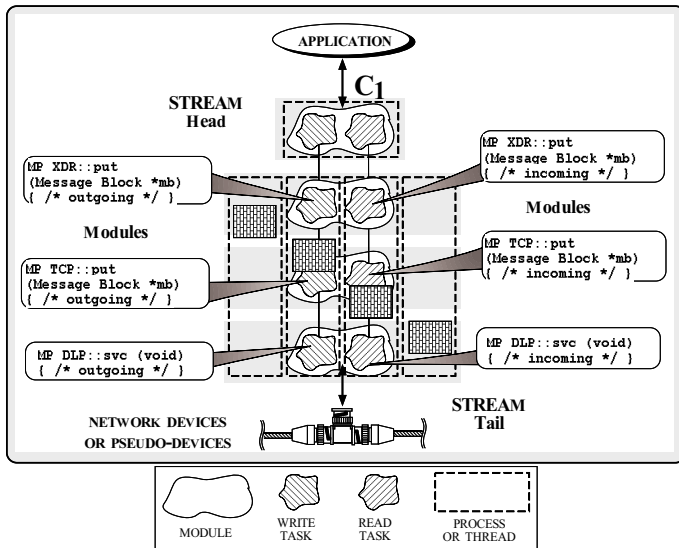 APPLICATION
C1
STREAM
Head
MP XDR::put
(Message Block *mb)
{ /* outgoing */ }
MP XDR::put
(Message Block *mb)
{ /* incoming */ }
Modules
Modules
MP TCP::put
(Message Block *mb)
{ /* outgoing */ }
MP TCP::put
(Message Block *mb)
{ /* incoming */ }
MP DLP::svc (void)
{ /* outgoing */ }
MP DLP::svc (void)
{ /* incoming */ }
NETWORK DEVICES
OR PSEUDO-DEVICES
STREAM
Tail
MODULE
WRITE
TASK
READ
TASK
PROCESS
OR THREAD